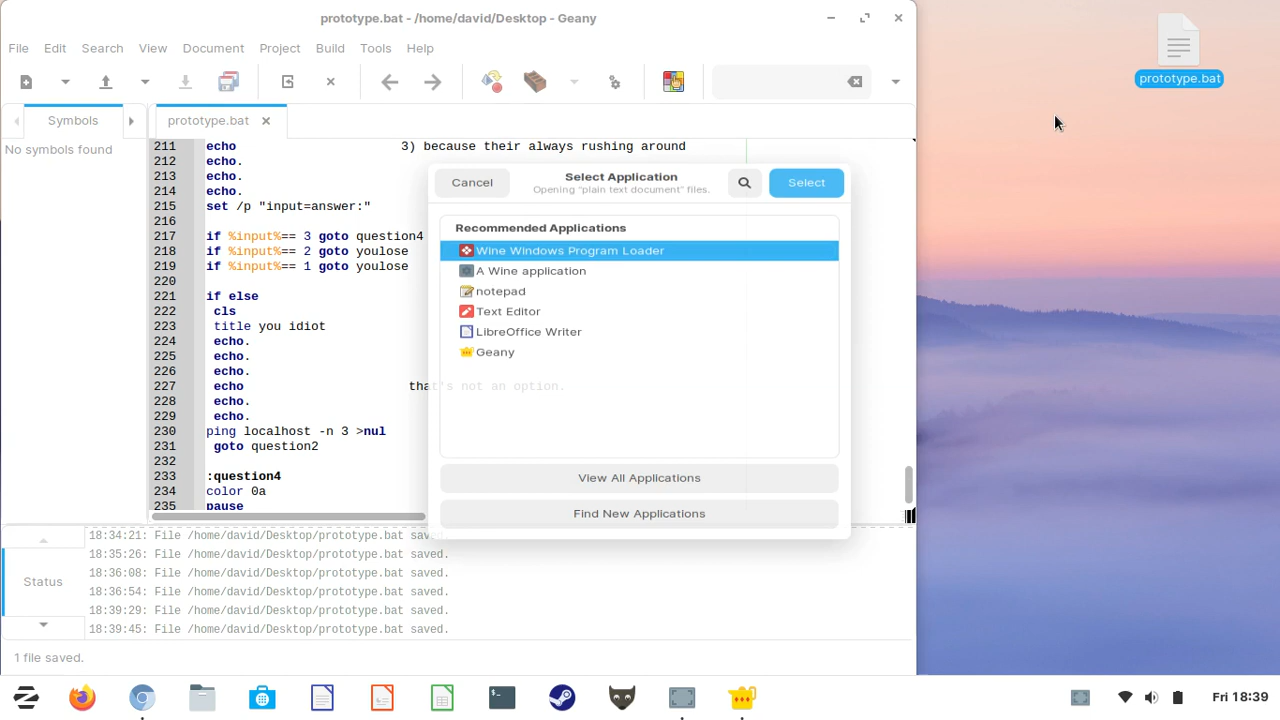 prototype.bat - /home/david/Desktop - Geany
File Edit Search View Document Project Build Tools Help
Symbols
prototype.bat
No symbols found
211 echo 3) because their always rushing around
212 echo.
213 echo.
214 echo.
215 set /p "input=answer:"
216
217 if %input%== 3 goto question4
218 if %input%== 2 goto youlose
219 if %input%== 1 goto youlose
220
221 if else
222 cls
223 title you idiot
224 echo.
225 echo.
226 echo.
227 echo that's not an option.
228 echo.
229 echo.
230 ping localhost -n 3 >nul
231 goto question2
232
233 :question4
234 color 0a
235 pause
Cancel
Select Application
Opening "plain text document" files.
Select
Recommended Applications
Wine Windows Program Loader
A Wine application
notepad
Text Editor
LibreOffice Writer
Geany
View All Applications
Find New Applications
Status
18:34:21: File /home/david/Desktop/prototype.bat sav
18:35:26: File /home/david/Desktop/prototype.bat saved.
18:36:08: File /home/david/Desktop/prototype.bat saved.
18:36:54: File /home/david/Desktop/prototype.bat saved.
18:39:29: File /home/david/Desktop/prototype.bat saved.
18:39:45: File /home/david/Desktop/prototype.bat saved.
1 file saved.
prototype.bat
Fri 18:39